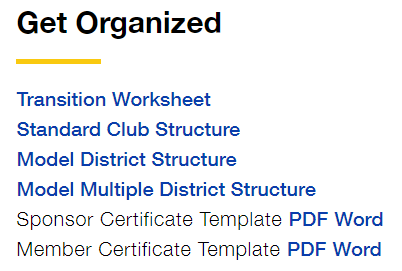 Get Organized
Transition Worksheet
Standard Club Structure
Model District Structure
Model Multiple District Structure
Sponsor Certificate Template PDF Word
Member Certificate Template PDF Word